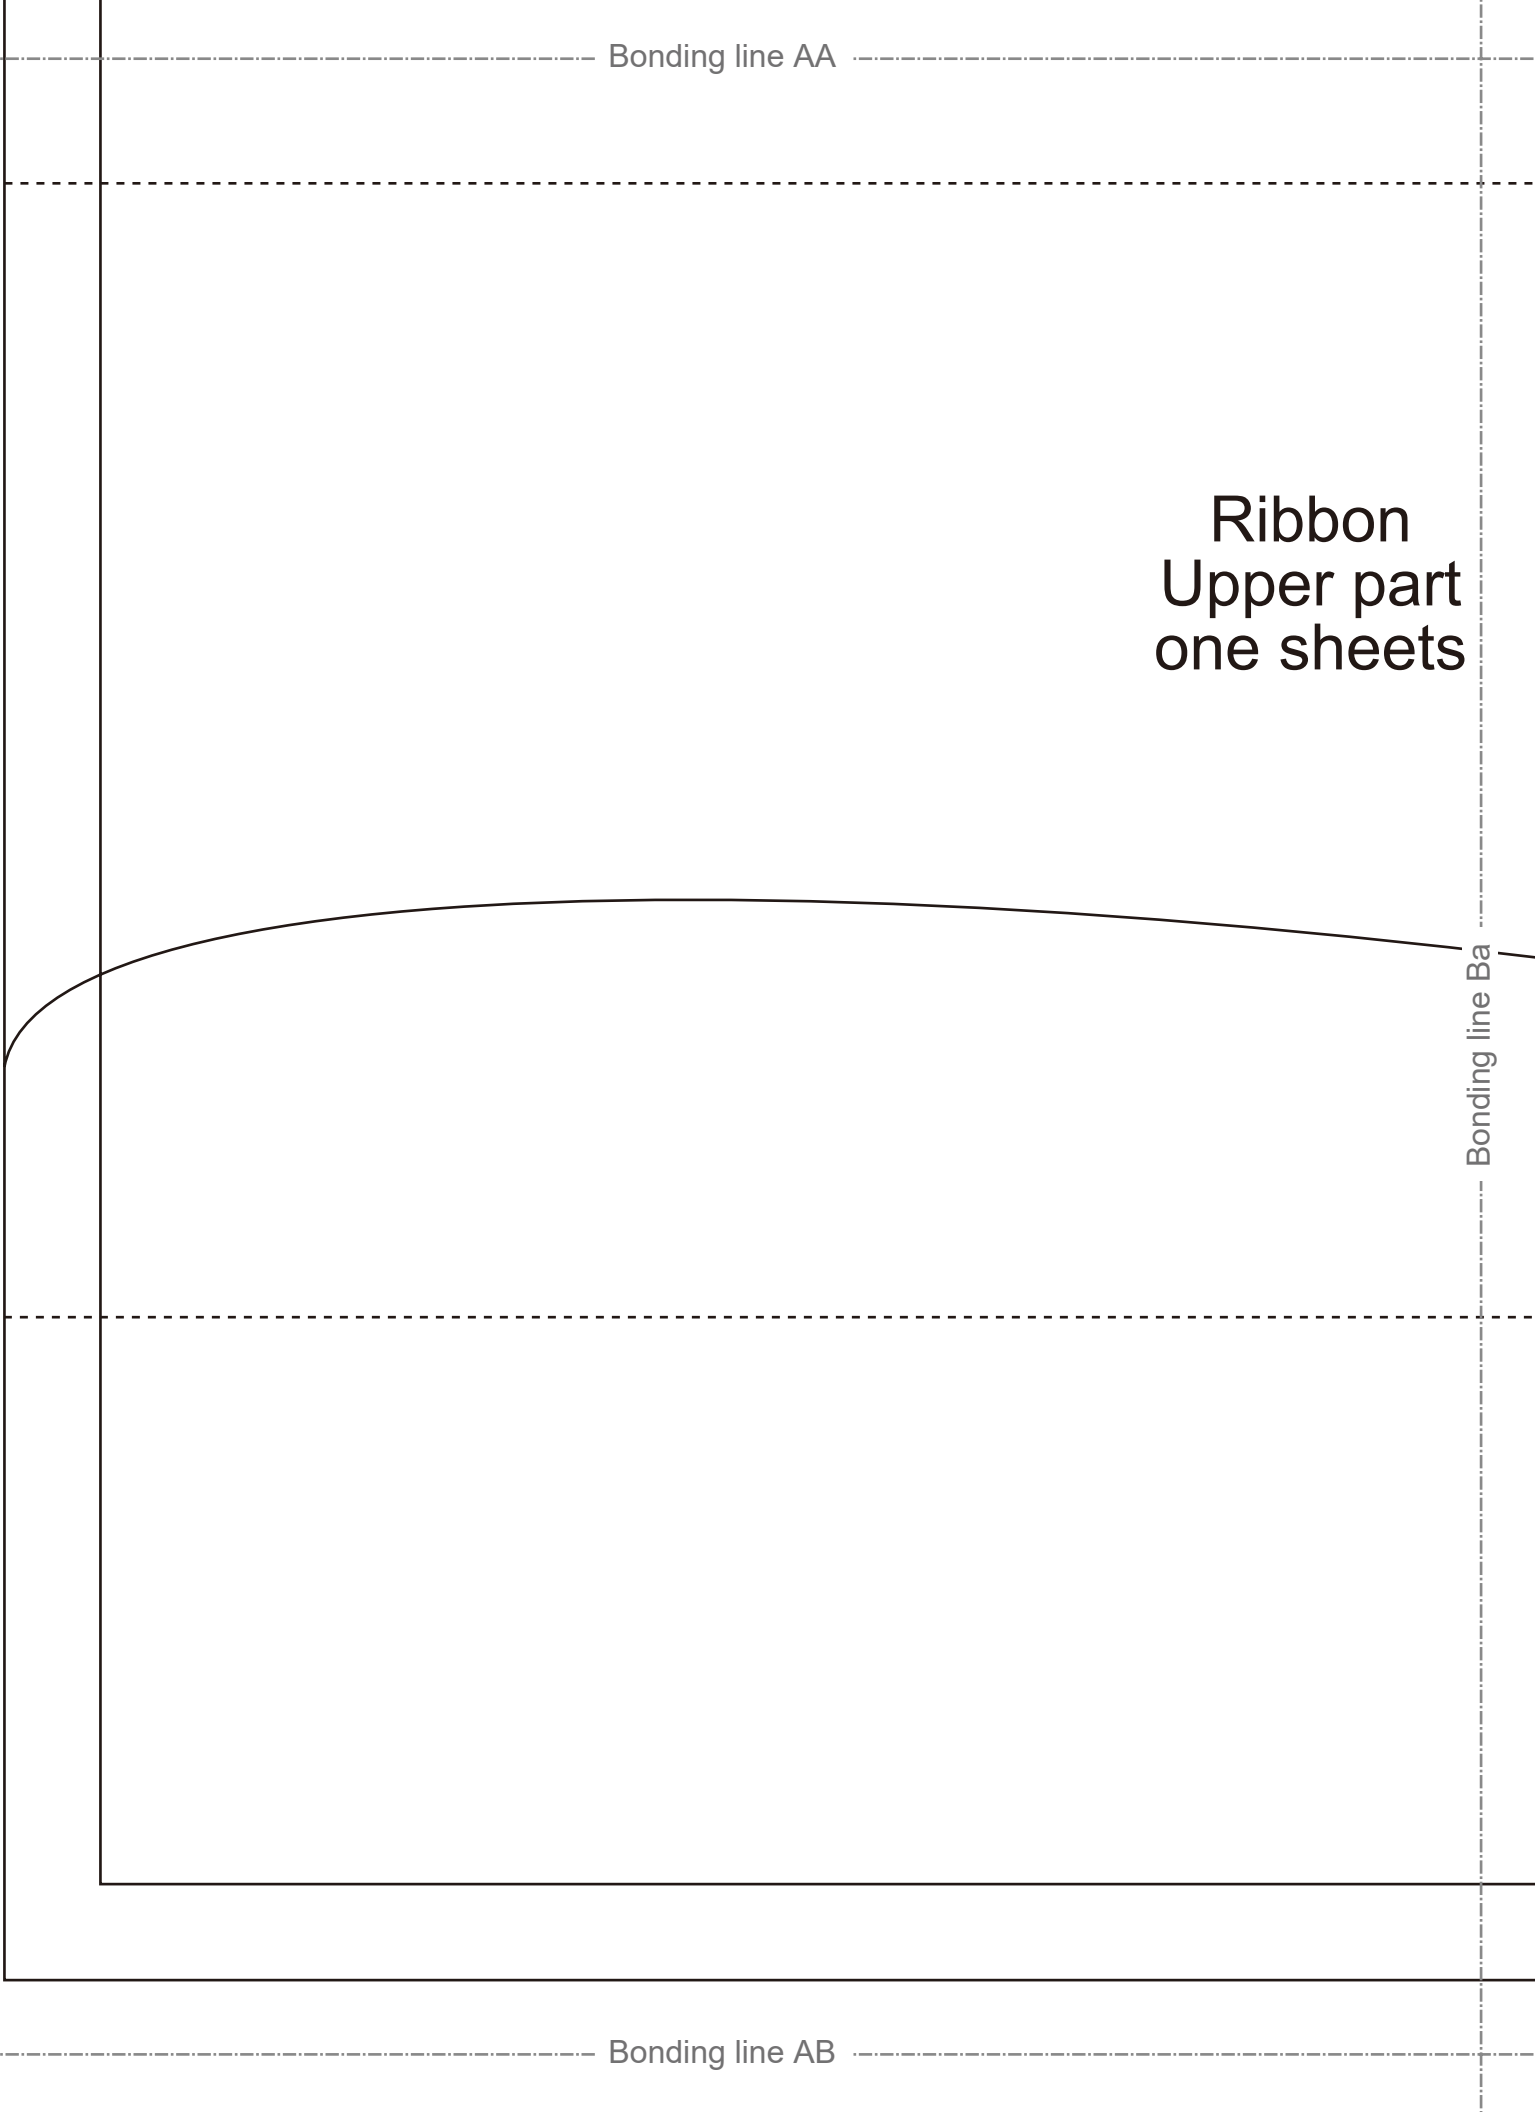 Bonding line AA
Ribbon
Upper part
one sheets
Bonding line Ba
Bonding line AB